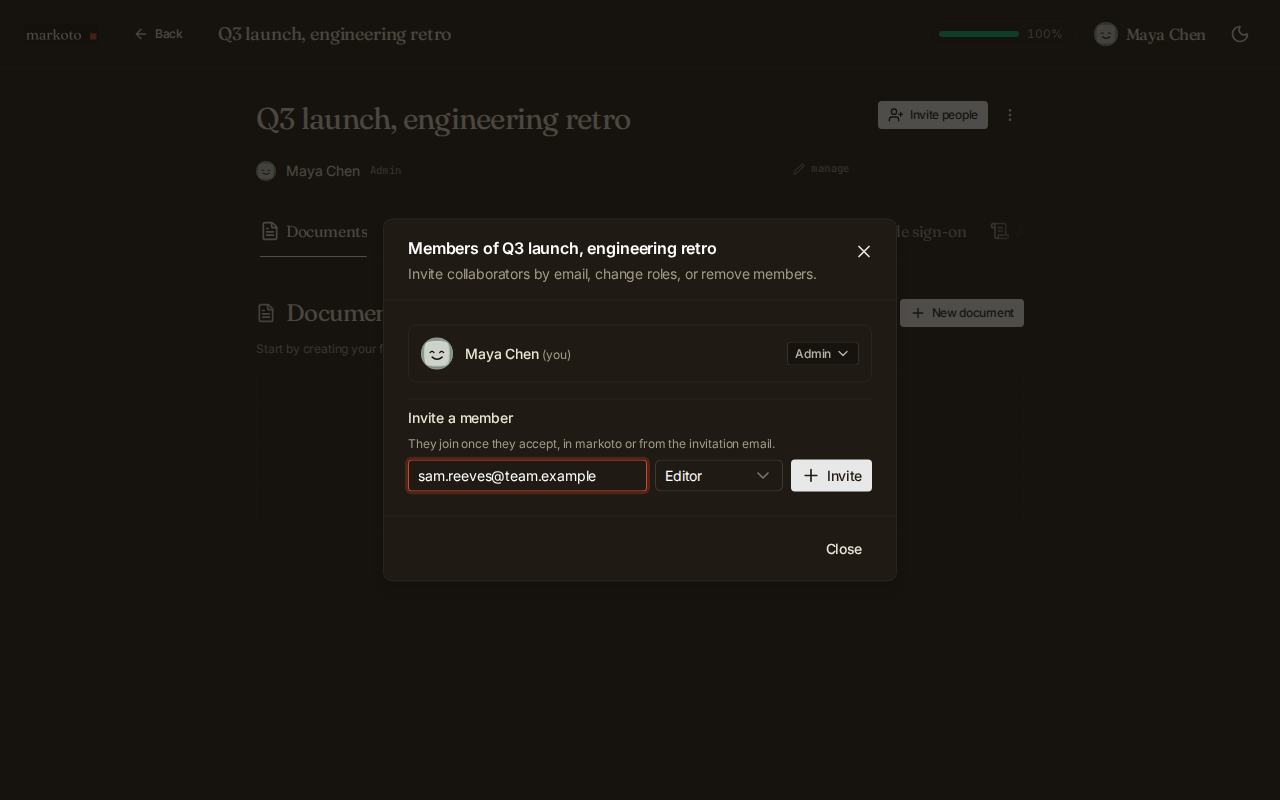 markoto
Back
Q3 launch, engineering retro
100%
Maya Chen
Q3 launch, engineering retro
Invite people
Maya Chen Admin
manage
Documents
le sign-on
Members of Q3 launch, engineering retro
Invite collaborators by email, change roles, or remove members.
Documen
New document
Start by creating your f
Maya Chen (you)
Admin
Invite a member
They join once they accept, in markoto or from the invitation email.
sam.reeves@team.example
Editor
Invite
Close